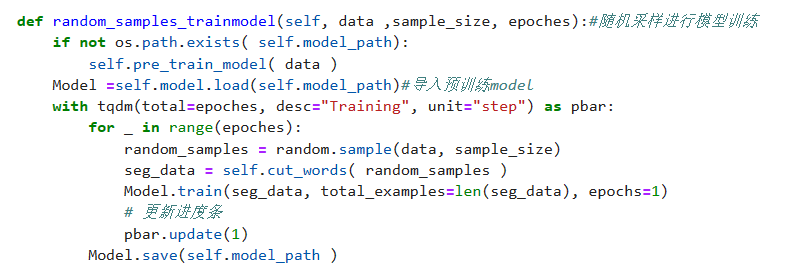 def random_samples_trainmodel(self, data ,sample_size, epoches):#随机采样进行模型训练
    if not os.path.exists( self.model_path):
        self.pre_train_model( data )
    Model =self.model.load(self.model_path)#导入预训练model
    with tqdm(total=epoches, desc="Training", unit="step") as pbar:
        for _ in range(epoches):
            random_samples = random.sample(data, sample_size)
            seg_data = self.cut_words( random_samples )
            Model.train(seg_data, total_examples=len(seg_data), epochs=1)
            # 更新进度条
            pbar.update(1)
        Model.save(self.model_path )